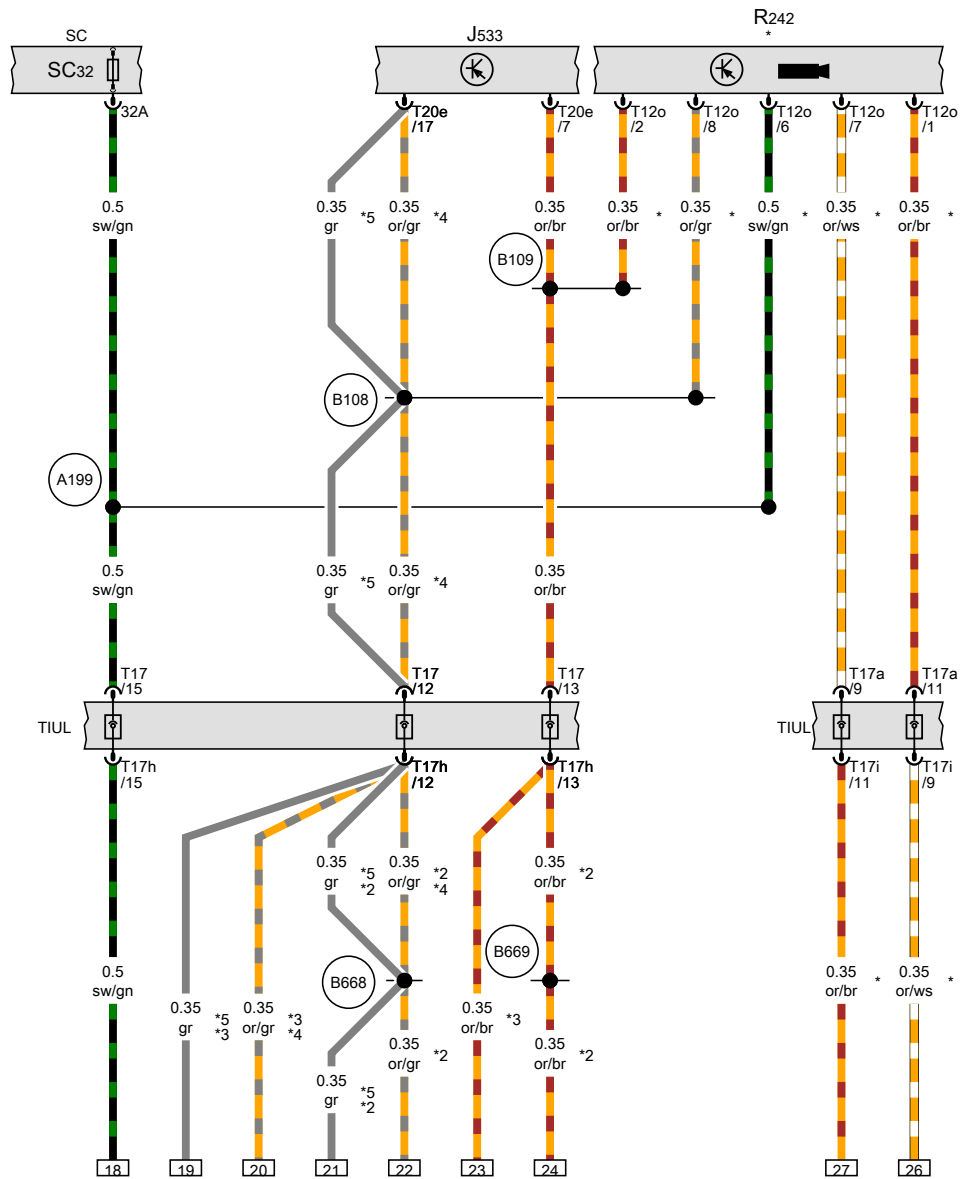 SC
J533
R242
*
SC32
32A
T20e
/17
T20e
/7
T12o
/2
T12o
/8
T12o
/6
T12o
/7
T12o
/1
0.5
sw/gn
0.35
gr
*5
0.35
or/gr
*4
0.35
or/br
0.35
or/br
*
0.35
or/gr
*
0.5
sw/gn
*
0.35
or/ws
*
0.35
or/br
*
B109
B108
A199
0.5
sw/gn
0.35
gr
*5
0.35
or/gr
*4
0.35
or/br
T17
/15
T17
/12
T17
/13
T17a
/9
T17a
/11
TIUL
TIUL
T17h
/15
T17h
/12
T17h
/13
T17i
/11
T17i
/9
0.35
gr
*5
*2
0.35
or/gr
*2
*4
0.35
or/br
*2
B669
B668
0.5
sw/gn
0.35
gr
*5
*3
0.35
or/gr
*3
*4
0.35
or/br
*3
0.35
or/br
*
0.35
or/ws
*
0.35
gr
*5
*2
0.35
or/gr
*2
0.35
or/br
*2
18
19
20
21
22
23
24
27
26